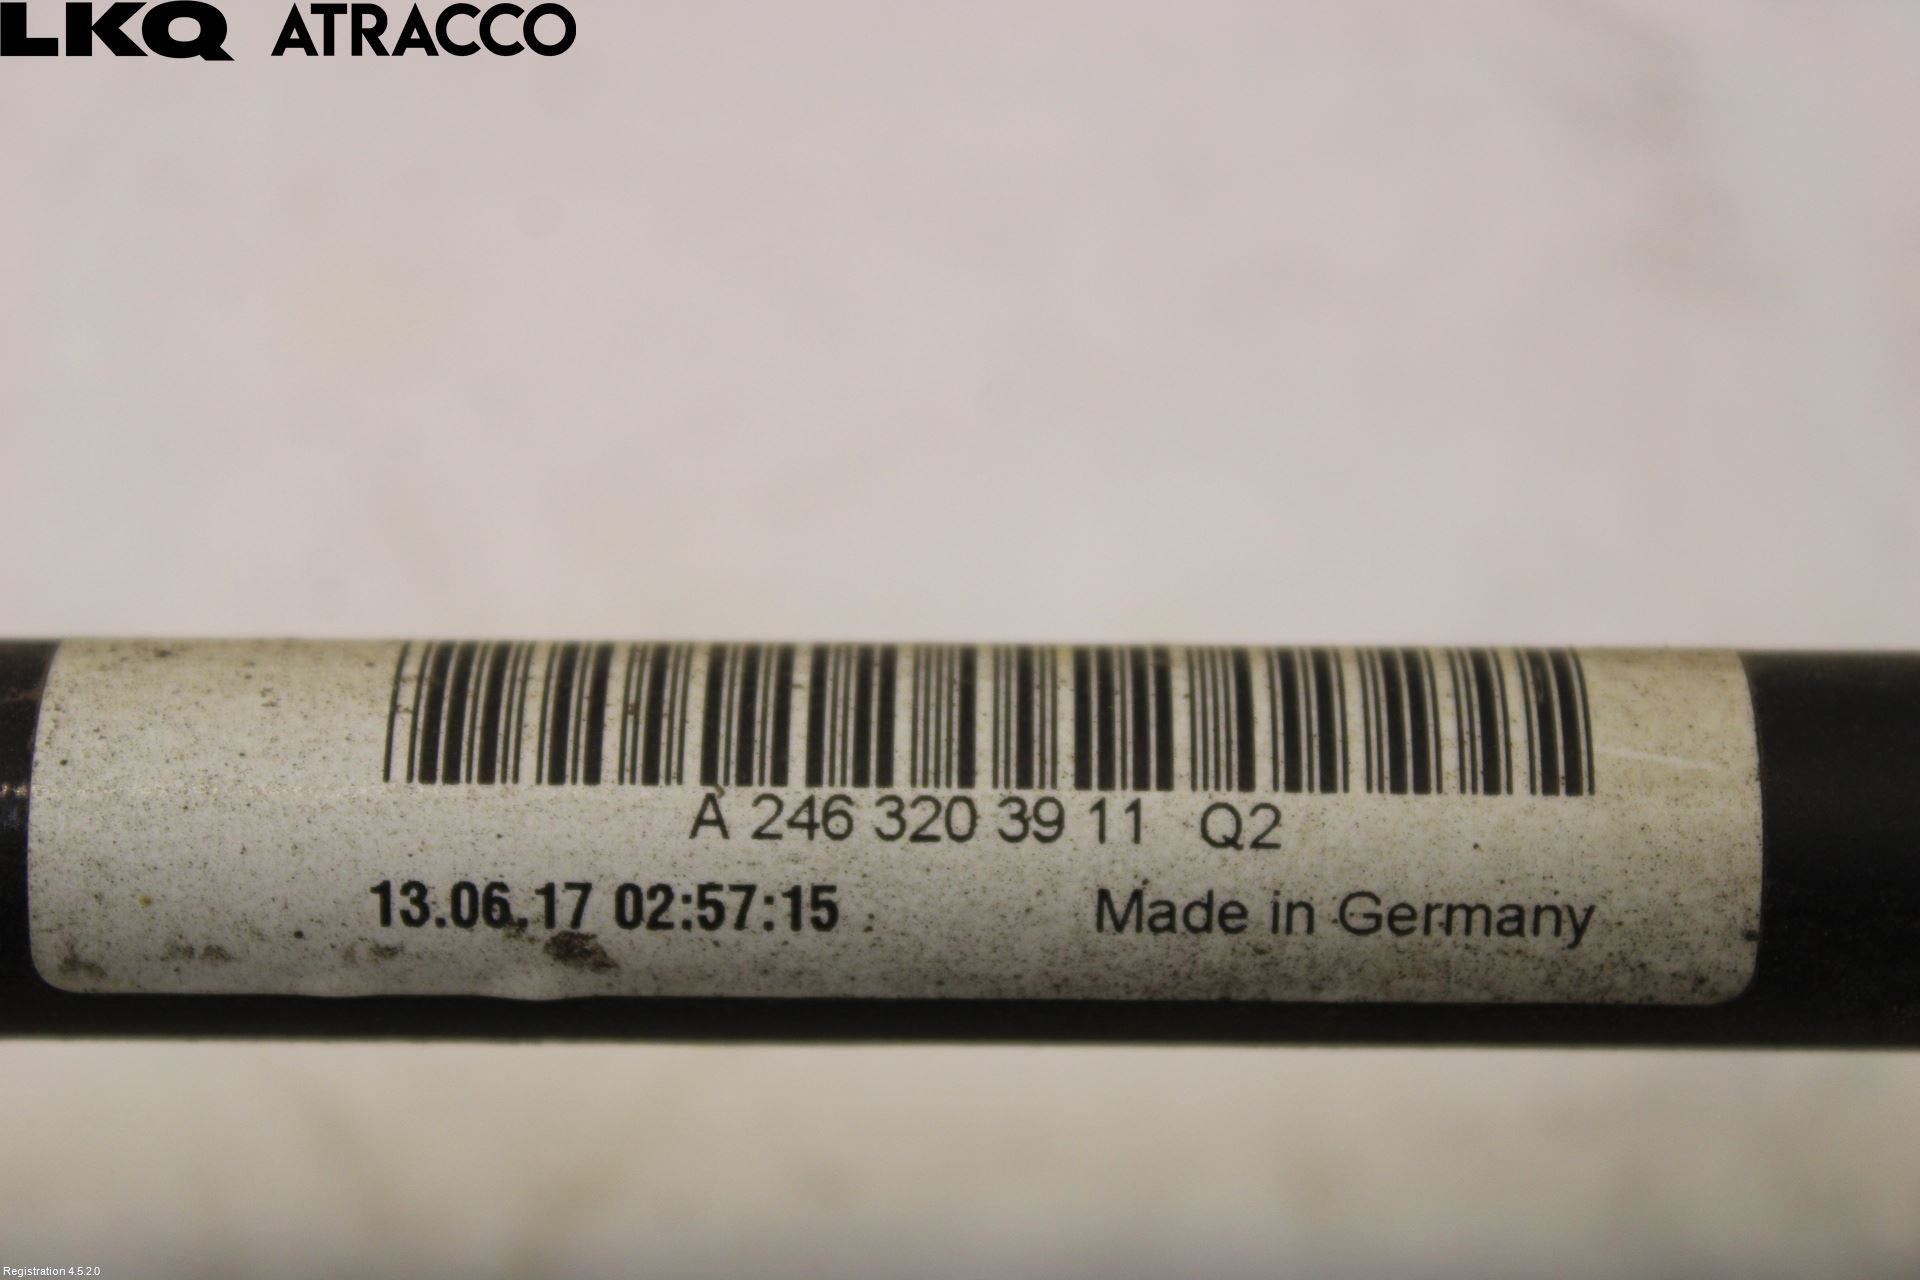 LKQ ATRACCO
A 246 320 39 11 Q2
13.06.17 02:57:15 Made in Germany
Registration 4.5.2.0